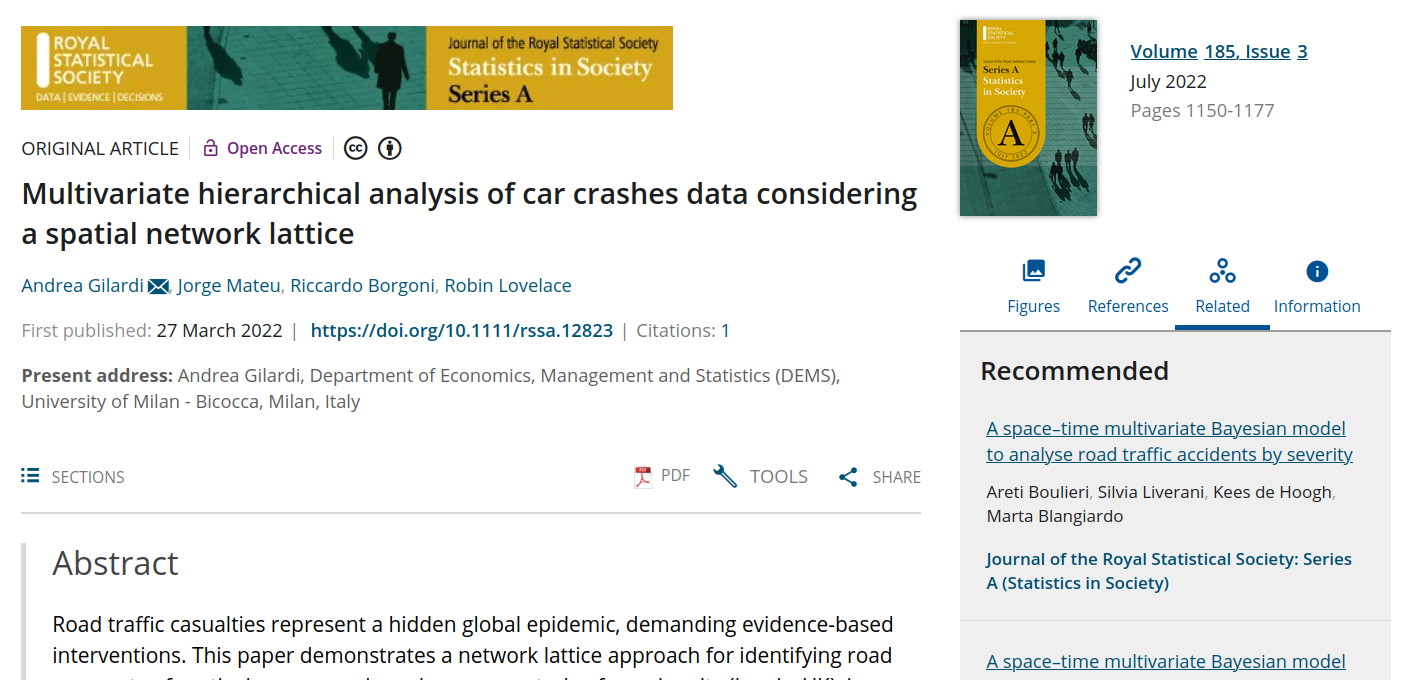 ROYAL
STATISTICAL
SOCIETY
DATA | EVIDENCE | DECISIONS
Journal of the Royal Statistical Society
Statistics in Society
Series A
ORIGINAL ARTICLE
Open Access
Multivariate hierarchical analysis of car crashes data considering
a spatial network lattice
Andrea Gilardi, Jorge Mateu, Riccardo Borgoni, Robin Lovelace
First published: 27 March 2022 | https://doi.org/10.1111/rssa.12823 | Citations: 1
Present address: Andrea Gilardi, Department of Economics, Management and Statistics (DEMS),
University of Milan - Bicocca, Milan, Italy
SECTIONS
PDF
TOOLS
SHARE
Abstract
Road traffic casualties represent a hidden global epidemic, demanding evidence-based
interventions. This paper demonstrates a network lattice approach for identifying road
ROYAL
STATISTICAL
SOCIETY
Journal of the Royal Statistical Society
Series A
Statistics
in Society
A
Volume 185, Issue 3
July 2022
Pages 1150-1177
Figures
References
Related
Information
Recommended
A space–time multivariate Bayesian model
to analyse road traffic accidents by severity
Areti Boulieri, Silvia Liverani, Kees de Hoogh,
Marta Blangiardo
Journal of the Royal Statistical Society: Series
A (Statistics in Society)
A space–time multivariate Bayesian model